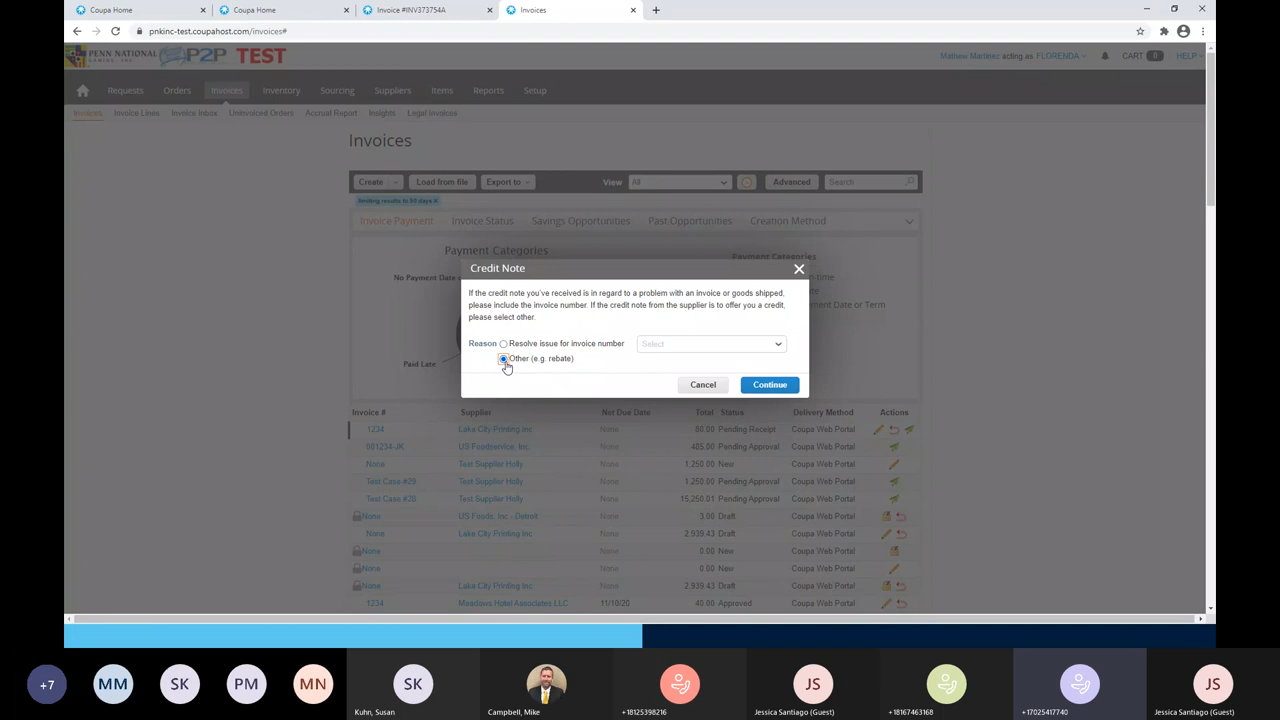 Coupa Home
Coupa Home
Invoice #INV373754A
Invoices
pnkinc-test.coupahost.com/invoices#
PENN NATIONAL
GAMING, INC.
P2P TEST
Mathew Martinez acting as FLORENDA
CART 0
HELP
Requests
Orders
Invoices
Inventory
Sourcing
Suppliers
Items
Reports
Setup
Invoices
Invoice Lines
Invoice Inbox
Uninvoiced Orders
Accrual Report
Insights
Legal Invoices
Invoices
Create
Load from file
Export to
View
All
Advanced
Search
limiting results to 90 days
Invoice Payment
Invoice Status
Savings Opportunities
Past Opportunities
Creation Method
Payment Categories
Payment Categories
No Payment Date
Paid Late
Credit Note
If the credit note you've received is in regard to a problem with an invoice or goods shipped,
please include the invoice number. If the credit note from the supplier is to offer you a credit,
please select other.
Reason
Resolve issue for invoice number
Select
Other (e.g. rebate)
Cancel
Continue
Invoice # Supplier Net Due Date Total Status Delivery Method Actions
1234 Lake City Printing Inc None 80.00 Pending Receipt Coupa Web Portal
061234-JK US Foodservice, Inc. None 485.00 Pending Approval Coupa Web Portal
None Test Supplier Holly None 1,250.00 New Coupa Web Portal
Test Case #29 Test Supplier Holly None 1,250.00 Pending Approval Coupa Web Portal
Test Case #28 Test Supplier Holly None 15,250.01 Pending Approval Coupa Web Portal
None US Foods, Inc - Detroit None 3.00 Draft Coupa Web Portal
None Lake City Printing Inc None 2,939.43 Draft Coupa Web Portal
None None 0.00 New Coupa Web Portal
None None 0.00 New Coupa Web Portal
None Lake City Printing Inc None 2,939.43 Draft Coupa Web Portal
1234 Meadows Hotel Associates LLC 11/10/20 40.00 Approved Coupa Web Portal
+7
MM
SK
PM
MN
SK
Kuhn, Susan
Campbell, Mike
+18125398216
JS
Jessica Santiago (Guest)
+18167463168
+17025417740
JS
Jessica Santiago (Guest)